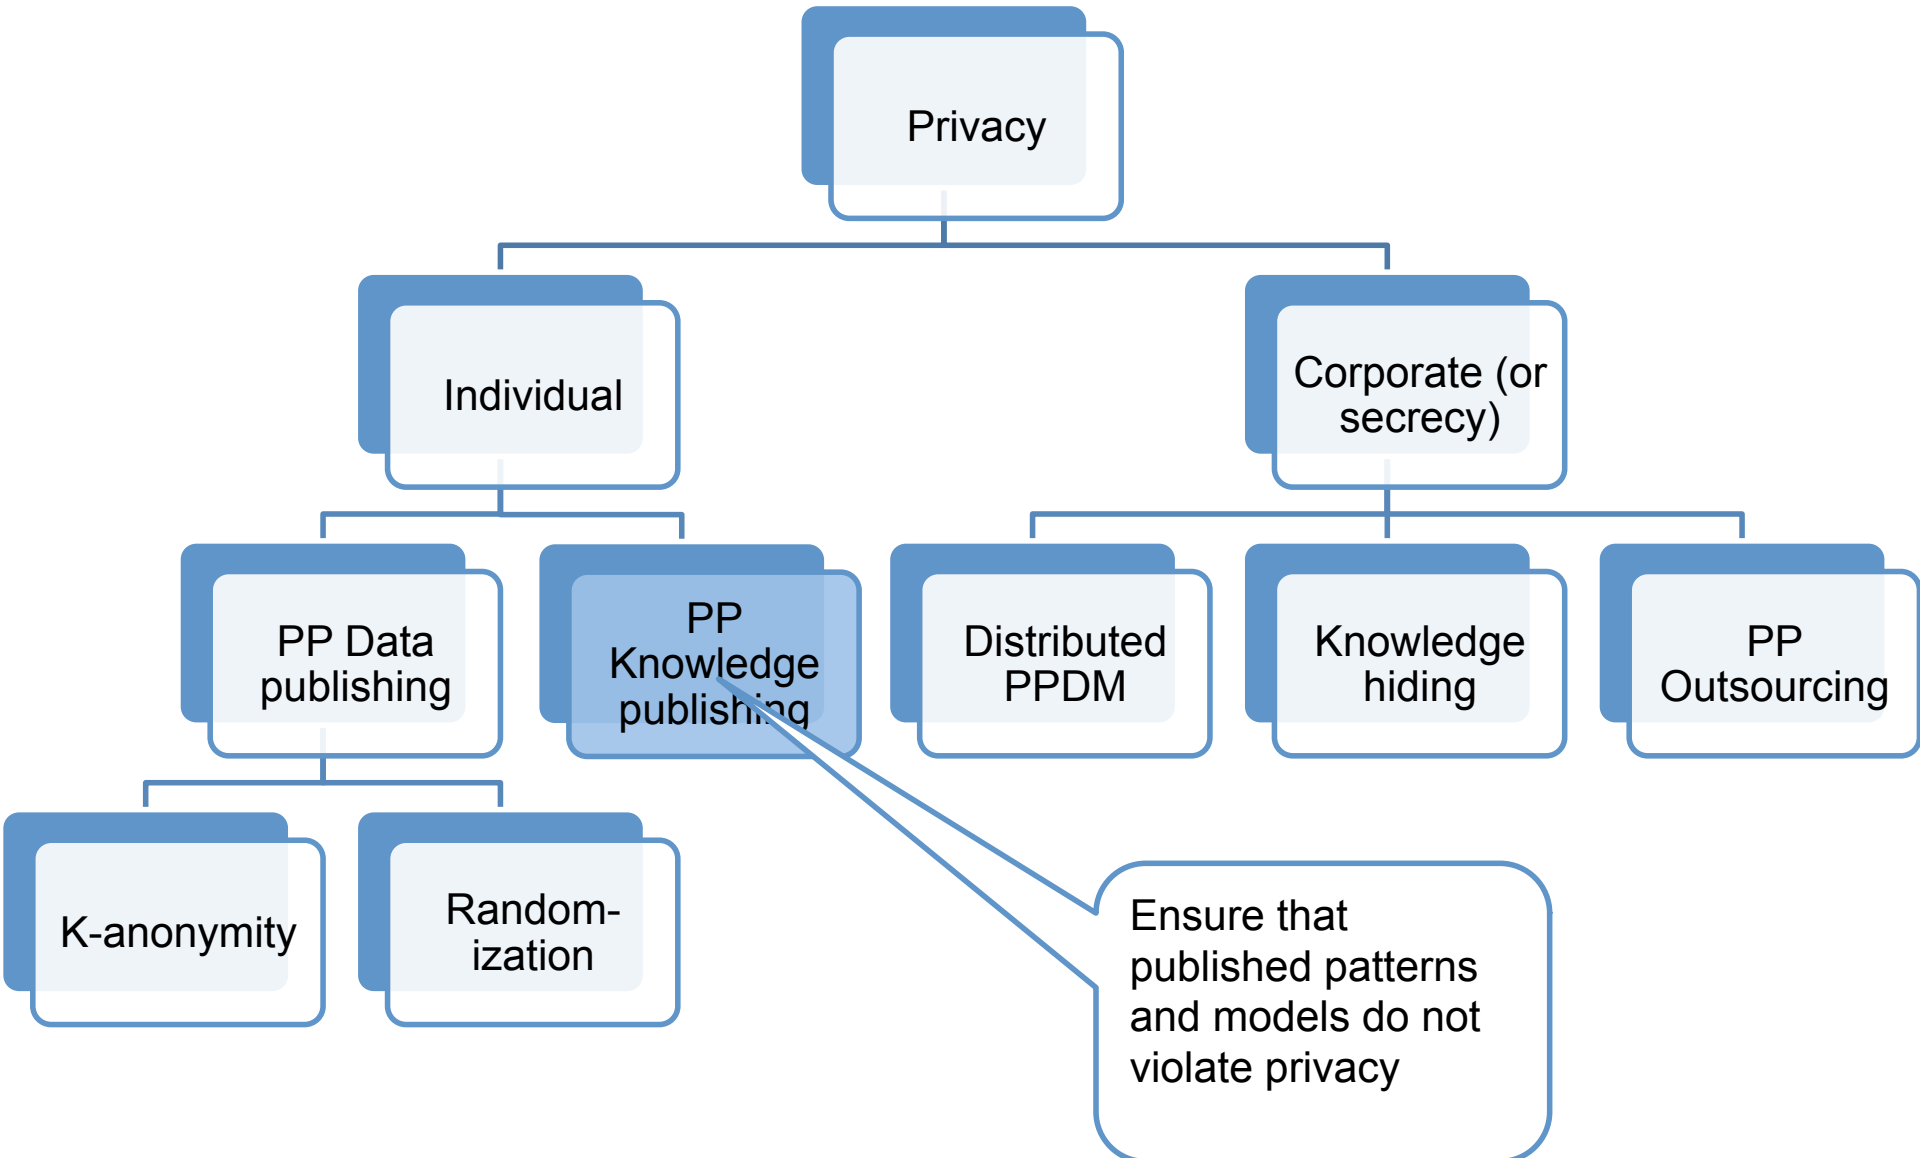 Privacy
Individual
Corporate (or
secrecy)
PP Data
publishing
PP
Knowledge
publishing
Distributed
PPDM
Knowledge
hiding
PP
Outsourcing
K-anonymity
Random-
ization
Ensure that
published patterns
and models do not
violate privacy